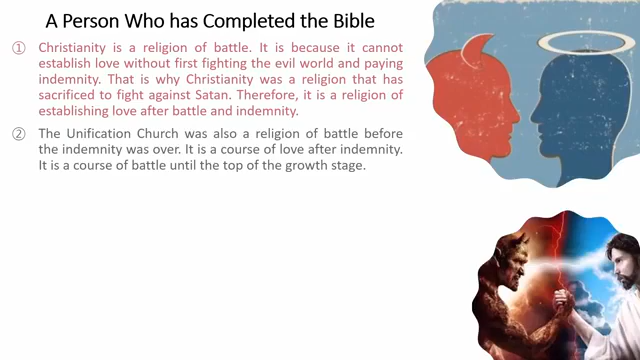 A Person Who has Completed the Bible
① Christianity is a religion of battle. It is because it cannot
establish love without first fighting the evil world and paying
indemnity. That is why Christianity was a religion that has
sacrificed to fight against Satan. Therefore, it is a religion of
establishing love after battle and indemnity.
② The Unification Church was also a religion of battle before
the indemnity was over. It is a course of love after indemnity.
It is a course of battle until the top of the growth stage.